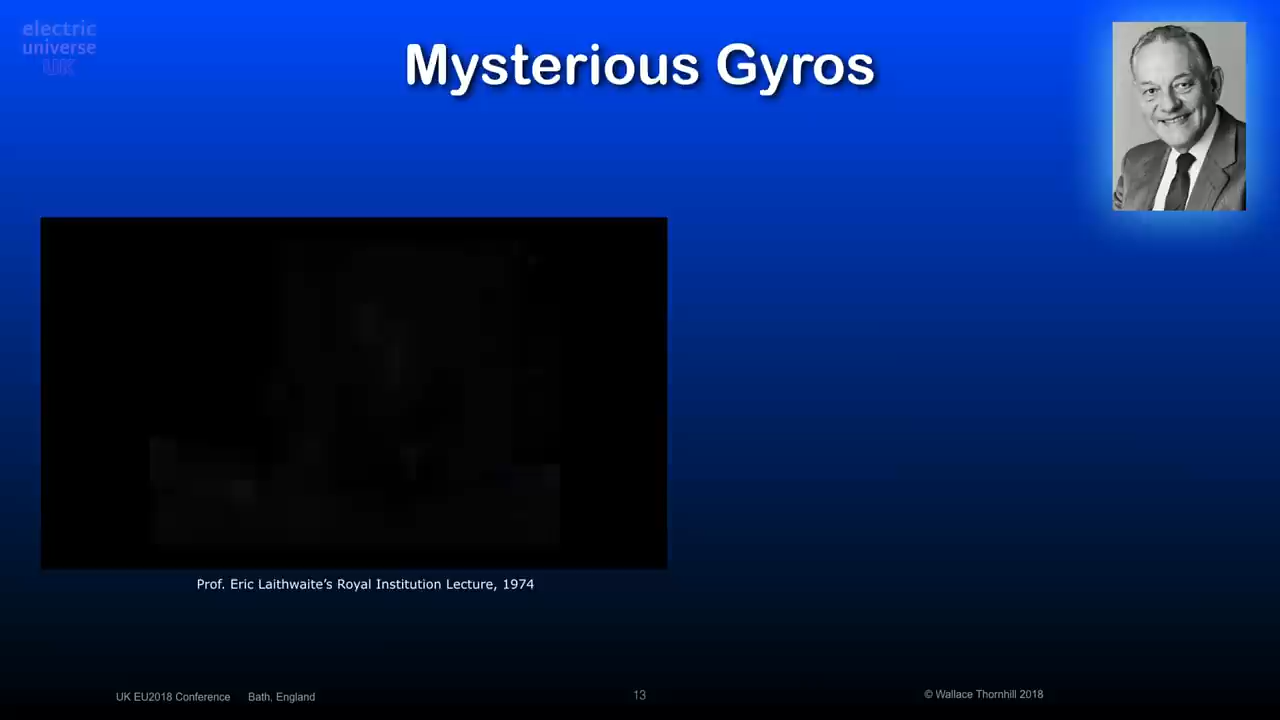 electric
universe
UK
Mysterious Gyros
Prof. Eric Laithwaite’s Royal Institution Lecture, 1974
UK EU2018 Conference Bath, England
13
© Wallace Thornhill 2018